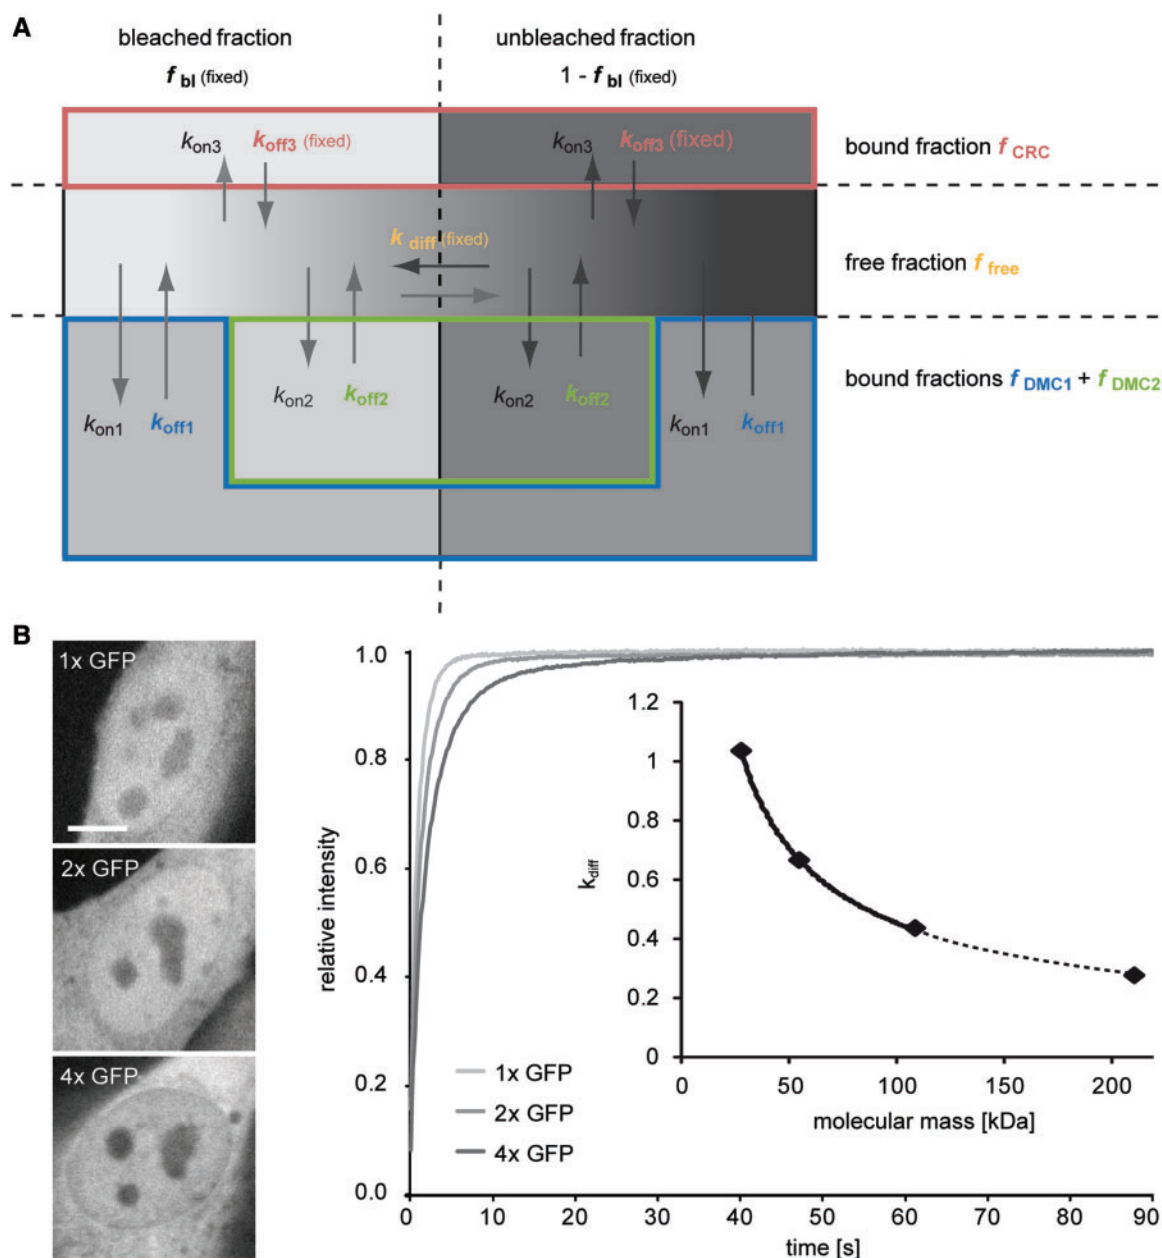 A
bleached fraction
f bl (fixed)
unbleached fraction
1 - f bl (fixed)
kon3
koff3 (fixed)
kon3
koff3 (fixed)
bound fraction f CRC
k diff (fixed)
free fraction f free
kon1
koff1
kon2
koff2
kon2
koff2
kon1
koff1
bound fractions f DMC1 + f DMC2
B
1x GFP
2x GFP
4x GFP
relative intensity
1.0
0.8
0.6
0.4
0.2
0.0
0 10 20 30 40 50 60 70 80 90
time [s]
1x GFP
2x GFP
4x GFP
kdiff
1.2
1
0.8
0.6
0.4
0.2
0
0 50 100 150 200
molecular mass [kDa]